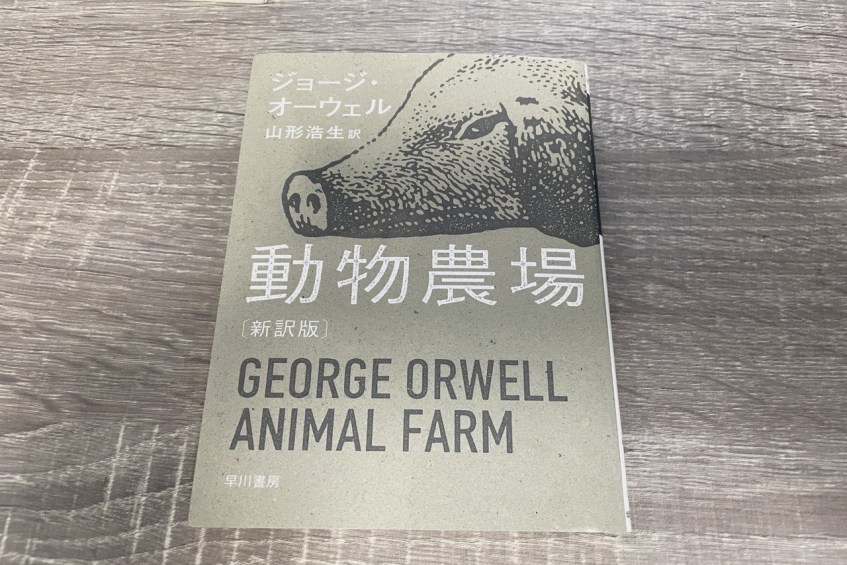 ジョージ・
オーウェル
山形浩生 訳
動物農場
〔新訳版〕
GEORGE ORWELL
ANIMAL FARM
早川書房